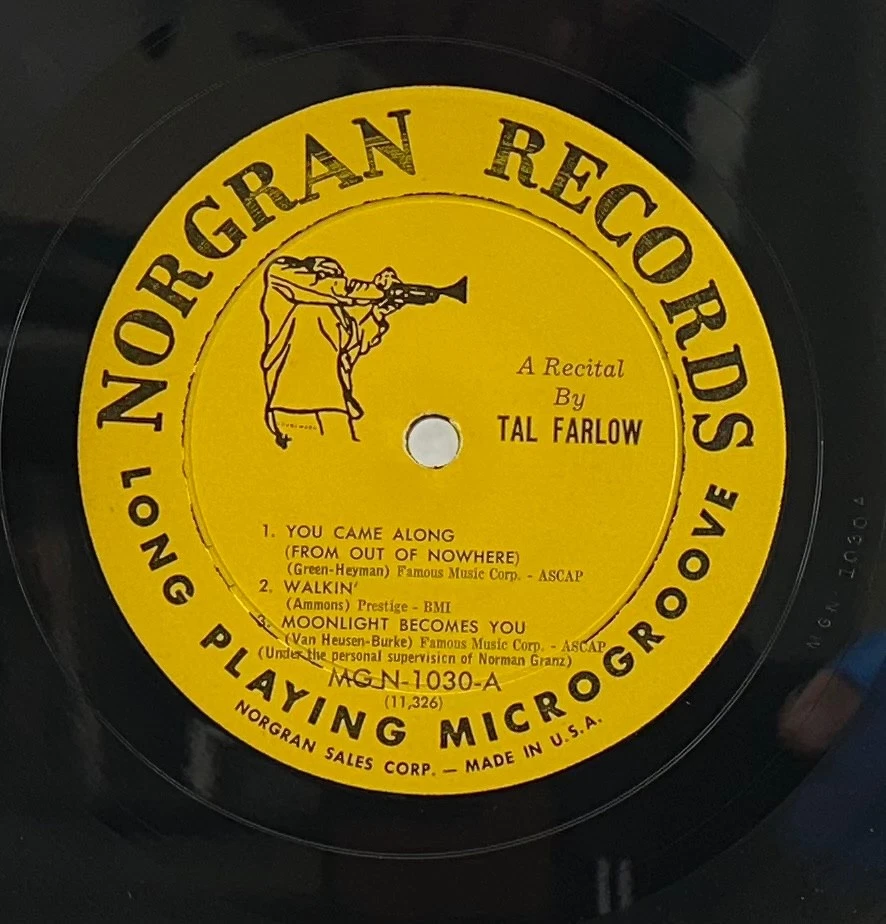 NORGRAN RECORDS
A Recital
By
TAL FARLOW
1. YOU CAME ALONG
(FROM OUT OF NOWHERE)
(Green-Heyman) Famous Music Corp. - ASCAP
2. WALKIN'
(Ammons) Prestige - BMI
3. MOONLIGHT BECOMES YOU
(Van Heusen-Burke) Famous Music Corp. - ASCAP
(Under the personal supervision of Norman Granz)
MG N-1030-A
(11,326)
LONG PLAYING MICROGROOVE
NORGRAN SALES CORP. — MADE IN U.S.A.
MGN-1030A